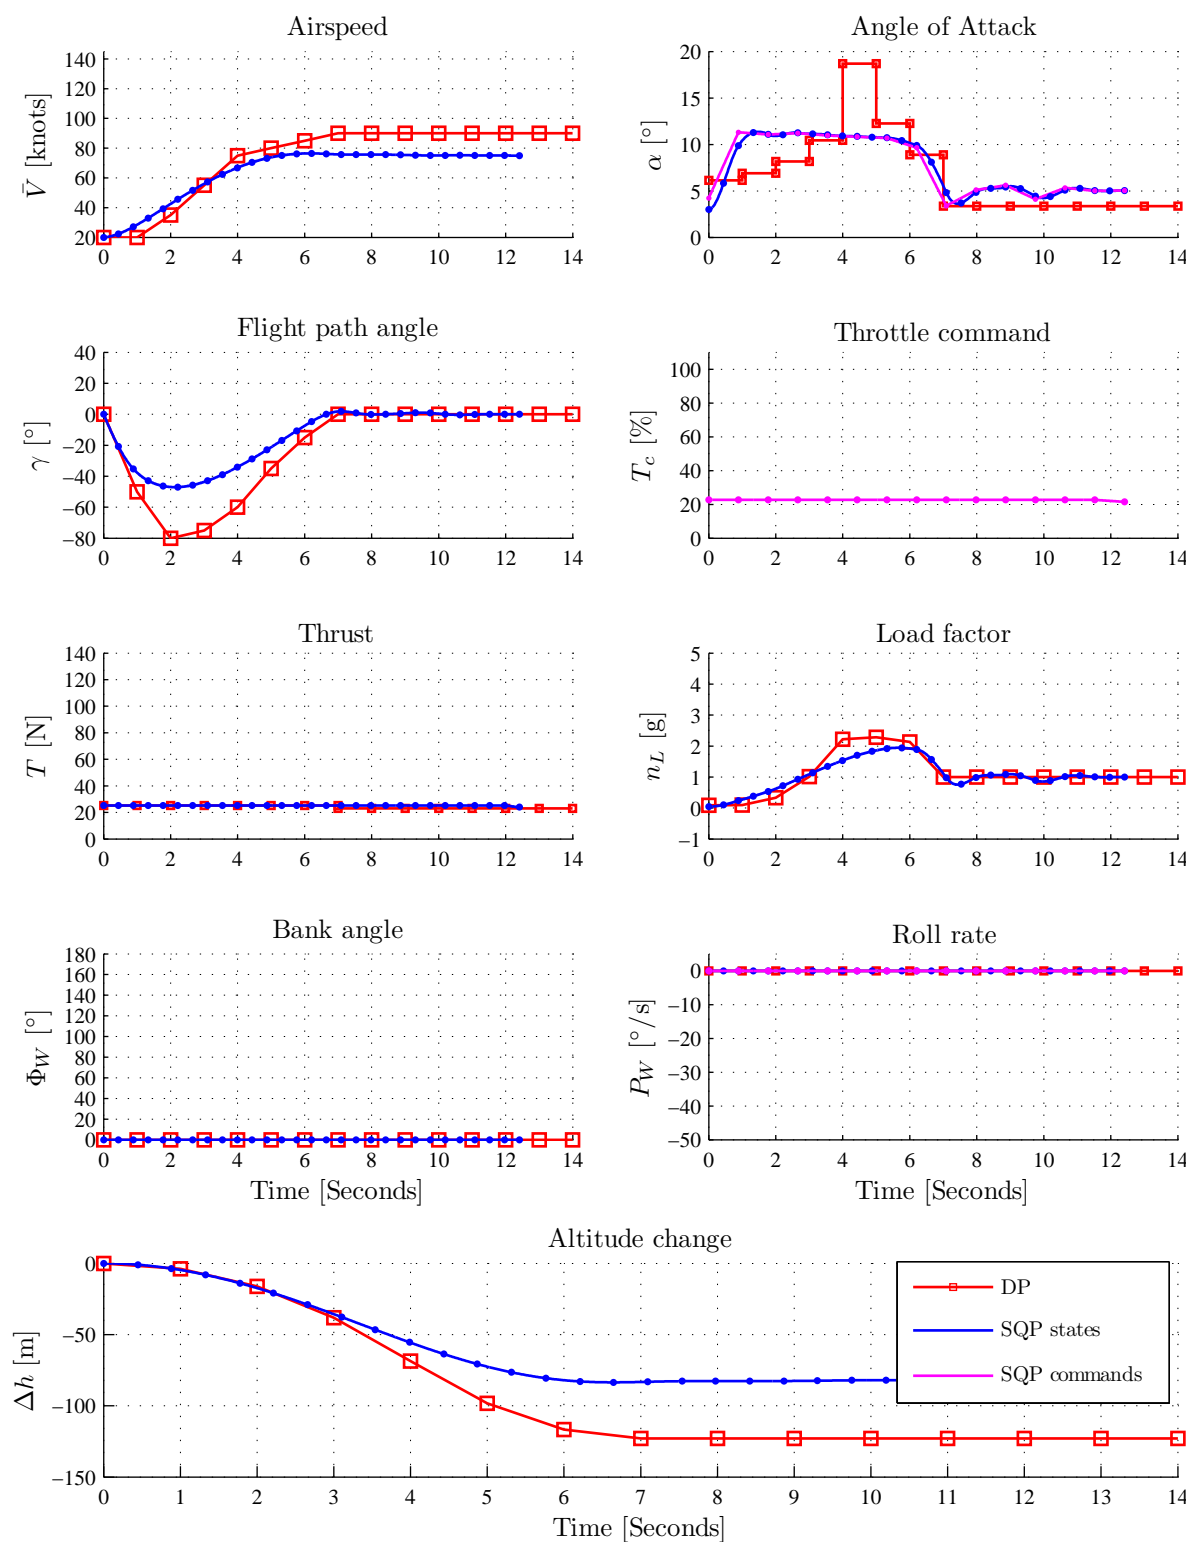 Airspeed
V̄ [knots]
140
120
100
80
60
40
20
0 2 4 6 8 10 12 14
Angle of Attack
α [°]
20
15
10
5
0
0 2 4 6 8 10 12 14
Flight path angle
γ [°]
40
20
0
−20
−40
−60
−80
0 2 4 6 8 10 12 14
Throttle command
T_c [%]
100
80
60
40
20
0
0 2 4 6 8 10 12 14
Thrust
T [N]
140
120
100
80
60
40
20
0
0 2 4 6 8 10 12 14
Load factor
n_L [g]
5
4
3
2
1
0
−1
0 2 4 6 8 10 12 14
Bank angle
Φ_W [°]
180
160
140
120
100
80
60
40
20
0
0 2 4 6 8 10 12 14
Time [Seconds]
Roll rate
P_W [°/s]
0
−10
−20
−30
−40
−50
0 2 4 6 8 10 12 14
Time [Seconds]
Altitude change
Δh [m]
0
−50
−100
−150
0 1 2 3 4 5 6 7 8 9 10 11 12 13 14
Time [Seconds]
DP
SQP states
SQP commands